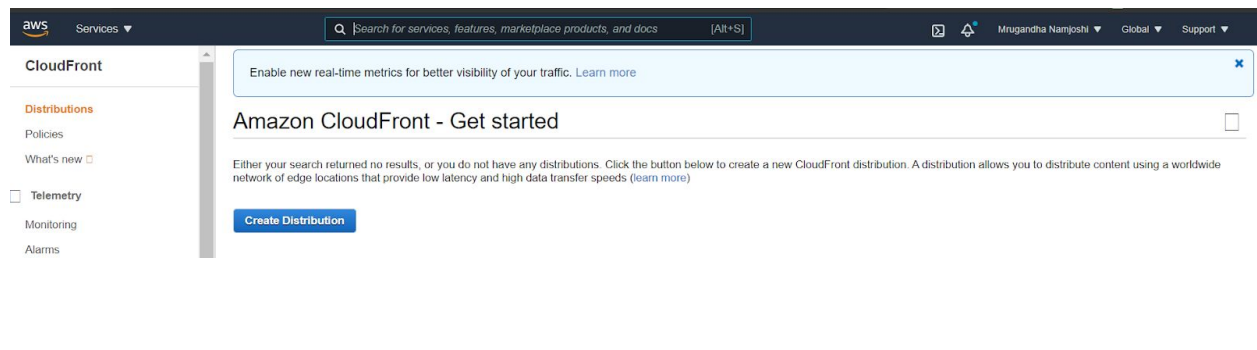 aws Services Search for services, features, marketplace products, and docs [Alt+S] Mrugandha Namjoshi Global Support
CloudFront
Distributions
Policies
What's new
Telemetry
Monitoring
Alarms
Enable new real-time metrics for better visibility of your traffic. Learn more
Amazon CloudFront - Get started
Either your search returned no results, or you do not have any distributions. Click the button below to create a new CloudFront distribution. A distribution allows you to distribute content using a worldwide
network of edge locations that provide low latency and high data transfer speeds (learn more)
Create Distribution